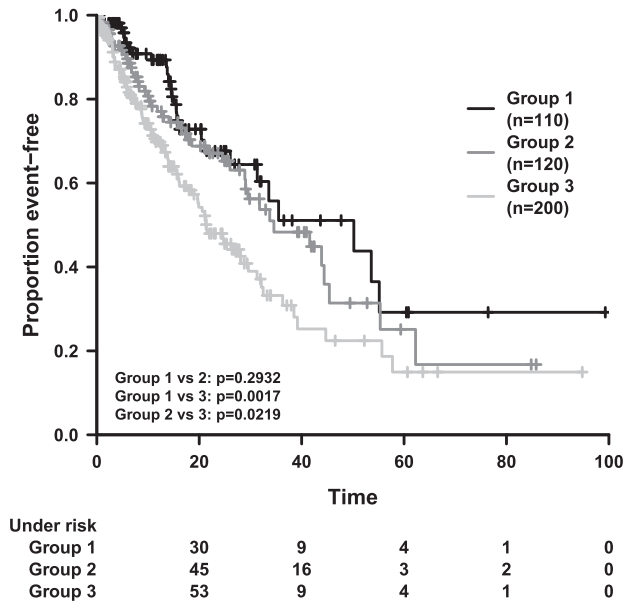 1.0
0.8
0.6
0.4
0.2
0.0
Proportion event–free
Group 1
(n=110)
Group 2
(n=120)
Group 3
(n=200)
Group 1 vs 2: p=0.2932
Group 1 vs 3: p=0.0017
Group 2 vs 3: p=0.0219
0 20 40 60 80 100
Time
Under risk
Group 1 30 9 4 1 0
Group 2 45 16 3 2 0
Group 3 53 9 4 1 0